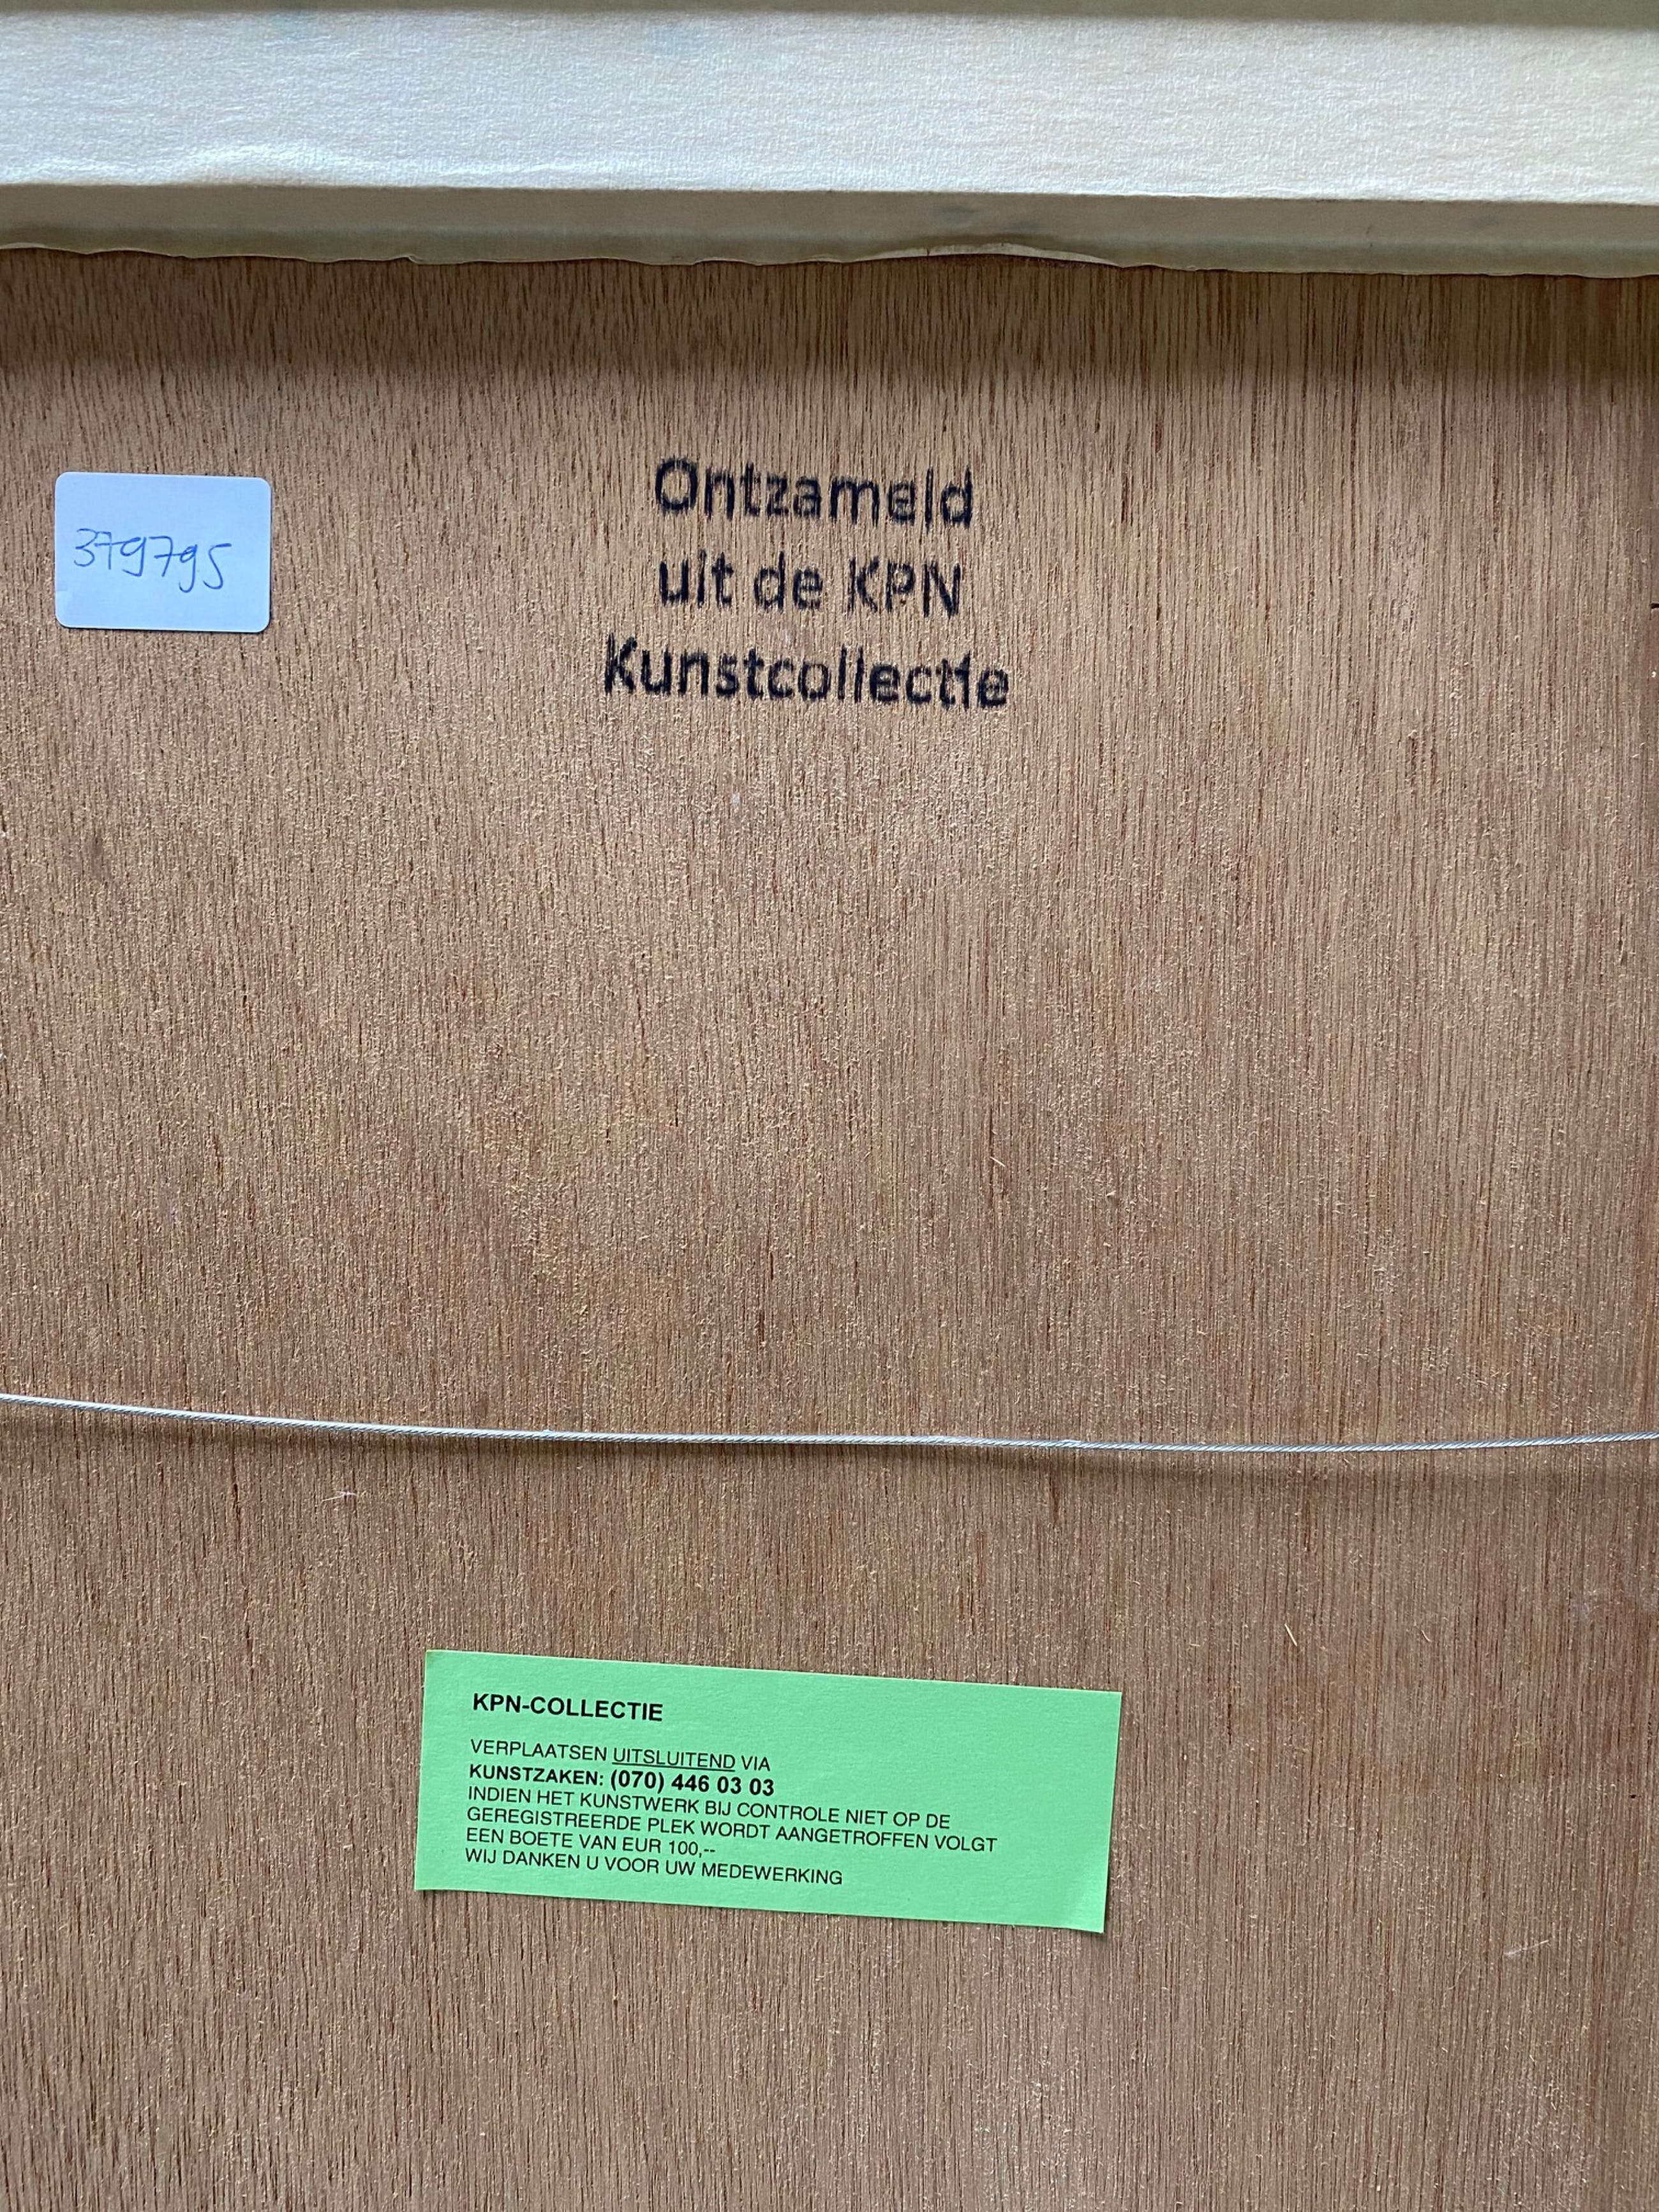 379795
Ontzameld
uit de KPN
Kunstcollectie
KPN-COLLECTIE
VERPLAATSEN UITSLUITEND VIA
KUNSTZAKEN: (070) 446 03 03
INDIEN HET KUNSTWERK BIJ CONTROLE NIET OP DE
GEREGISTREERDE PLEK WORDT AANGETROFFEN VOLGT
EEN BOETE VAN EUR 100,--
WIJ DANKEN U VOOR UW MEDEWERKING